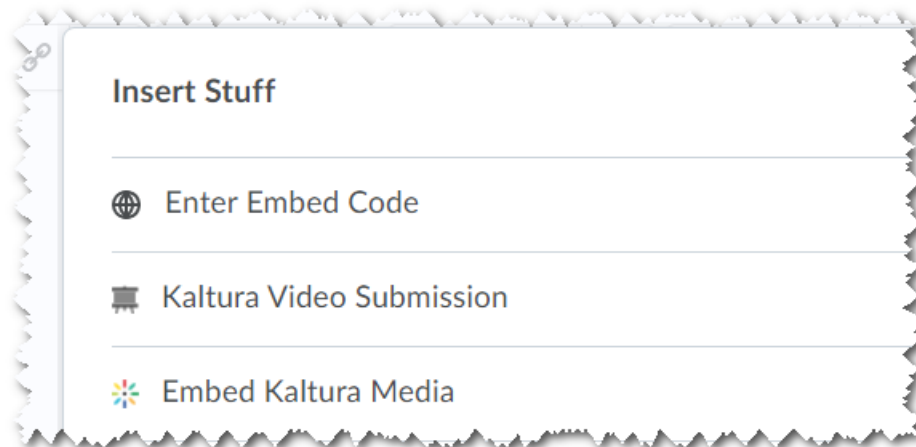 Insert Stuff
Enter Embed Code
Kaltura Video Submission
Embed Kaltura Media